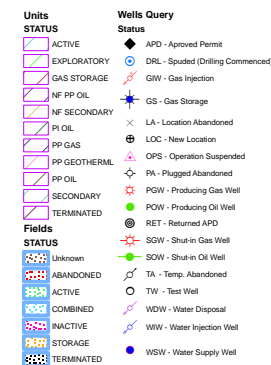 Units
STATUS
ACTIVE
EXPLORATORY
GAS STORAGE
NF PP OIL
NF SECONDARY
PI OIL
PP GAS
PP GEOTHERML
PP OIL
SECONDARY
TERMINATED
Fields
STATUS
Unknown
ABANDONED
ACTIVE
COMBINED
INACTIVE
STORAGE
TERMINATED
Wells Query
Status
APD - Aproved Permit
DRL - Spuded (Drilling Commenced)
GIW - Gas Injection
GS - Gas Storage
LA - Location Abandoned
LOC - New Location
OPS - Operation Suspended
PA - Plugged Abandoned
PGW - Producing Gas Well
POW - Producing Oil Well
RET - Returned APD
SGW - Shut-in Gas Well
SOW - Shut-in Oil Well
TA - Temp. Abandoned
TW - Test Well
WDW - Water Disposal
WIW - Water Injection Well
WSW - Water Supply Well